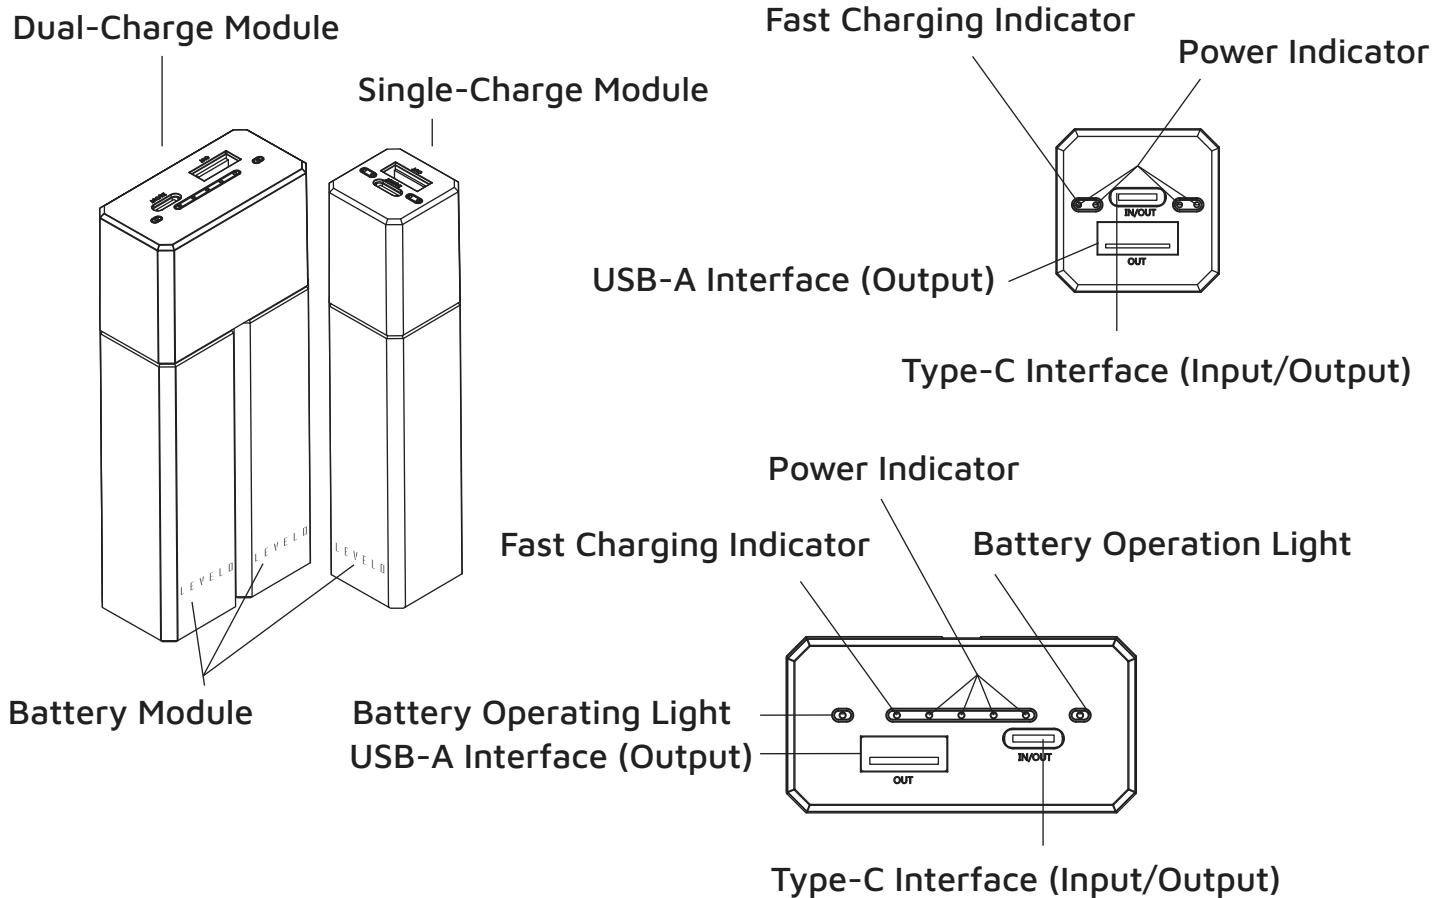 Dual-Charge Module
Single-Charge Module
Fast Charging Indicator
Power Indicator
IN/OUT
OUT
USB-A Interface (Output)
Type-C Interface (Input/Output)
LEVELO
LEVELO
LEVELO
Battery Module
Power Indicator
Fast Charging Indicator
Battery Operation Light
Battery Operating Light
USB-A Interface (Output)
IN/OUT
OUT
Type-C Interface (Input/Output)